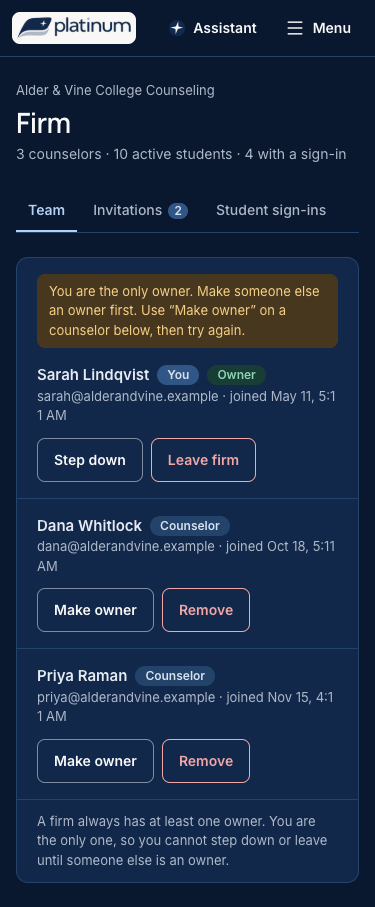 platinum
Assistant
Menu
Alder & Vine College Counseling
Firm
3 counselors · 10 active students · 4 with a sign-in
Team
Invitations 2
Student sign-ins
You are the only owner. Make someone else
an owner first. Use “Make owner” on a
counselor below, then try again.
Sarah Lindqvist You Owner
sarah@alderandvine.example · joined May 11, 5:1
1 AM
Step down
Leave firm
Dana Whitlock Counselor
dana@alderandvine.example · joined Oct 18, 5:11
AM
Make owner
Remove
Priya Raman Counselor
priya@alderandvine.example · joined Nov 15, 4:1
1 AM
Make owner
Remove
A firm always has at least one owner. You are
the only one, so you cannot step down or leave
until someone else is an owner.